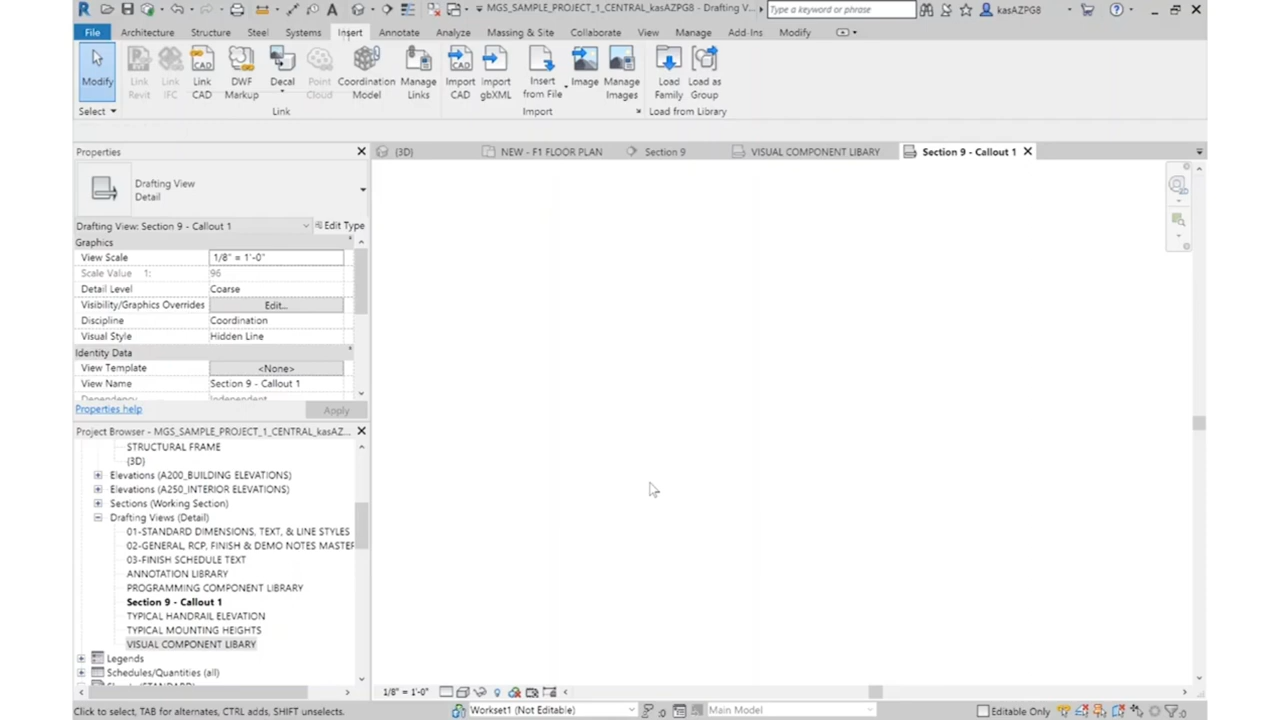 MGS_SAMPLE_PROJECT_1_CENTRAL_kasAZPG8 - Drafting V... Type a keyword or phrase kasAZPG8
File Architecture Structure Steel Systems Insert Annotate Analyze Massing & Site Collaborate View Manage Add-Ins Modify
Modify Link Revit Link IFC Link CAD DWF Markup Decal Point Cloud Coordination Model Manage Links Import CAD Import gbXML Insert from File Image Manage Images Load Family Load as Group
Select Link Import Load from Library
Properties {3D} NEW - F1 FLOOR PLAN Section 9 VISUAL COMPONENT LIBRARY Section 9 - Callout 1
Drafting View
Detail
Drafting View: Section 9 - Callout 1 Edit Type
Graphics
View Scale 1/8" = 1'-0"
Scale Value 1: 96
Detail Level Coarse
Visibility/Graphics Overrides Edit...
Discipline Coordination
Visual Style Hidden Line
Identity Data
View Template <None>
View Name Section 9 - Callout 1
Dependency Independent
Properties help Apply
Project Browser - MGS_SAMPLE_PROJECT_1_CENTRAL_kasAZ...
STRUCTURAL FRAME
{3D}
Elevations (A200_BUILDING ELEVATIONS)
Elevations (A250_INTERIOR ELEVATIONS)
Sections (Working Section)
Drafting Views (Detail)
01-STANDARD DIMENSIONS, TEXT, & LINE STYLES
02-GENERAL, RCP, FINISH & DEMO NOTES MASTER
03-FINISH SCHEDULE TEXT
ANNOTATION LIBRARY
PROGRAMMING COMPONENT LIBRARY
Section 9 - Callout 1
TYPICAL HANDRAIL ELEVATION
TYPICAL MOUNTING HEIGHTS
VISUAL COMPONENT LIBARY
Legends
Schedules/Quantities (all)
1/8" = 1'-0"
Click to select, TAB for alternates, CTRL adds, SHIFT unselects. Workset1 (Not Editable) :0 Main Model Editable Only :0